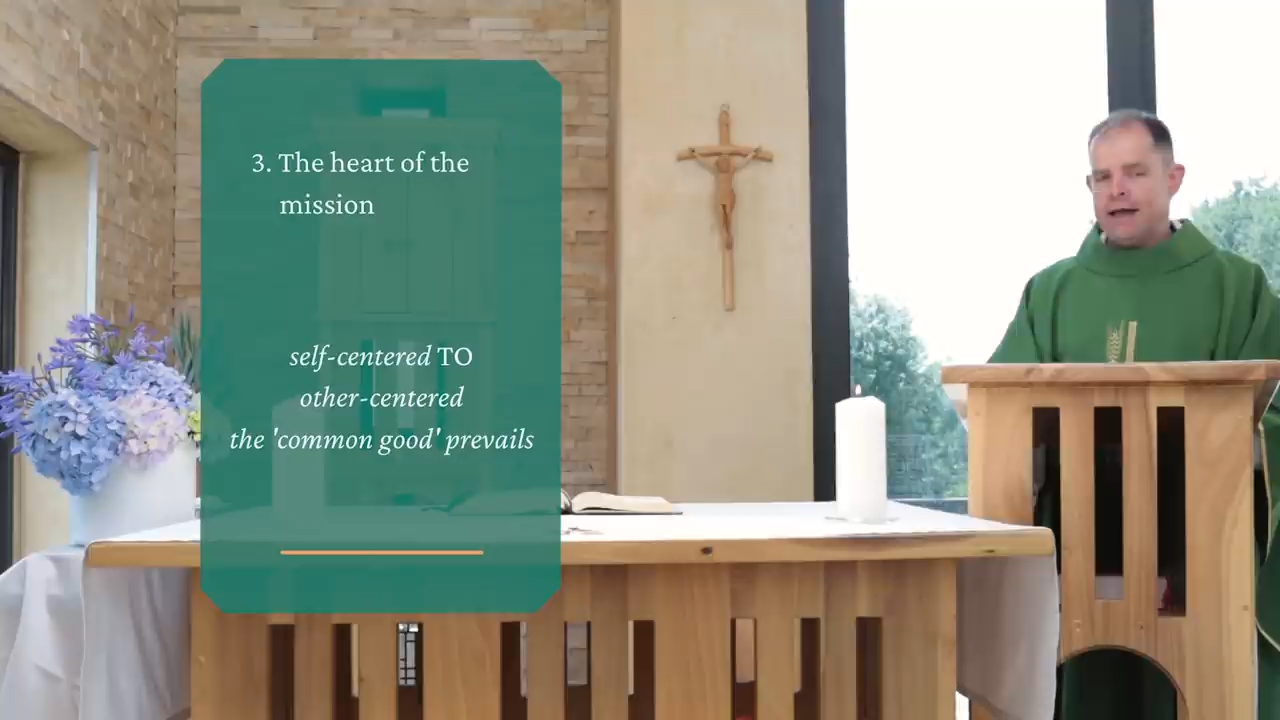 3. The heart of the
mission
self-centered TO
other-centered
the 'common good' prevails